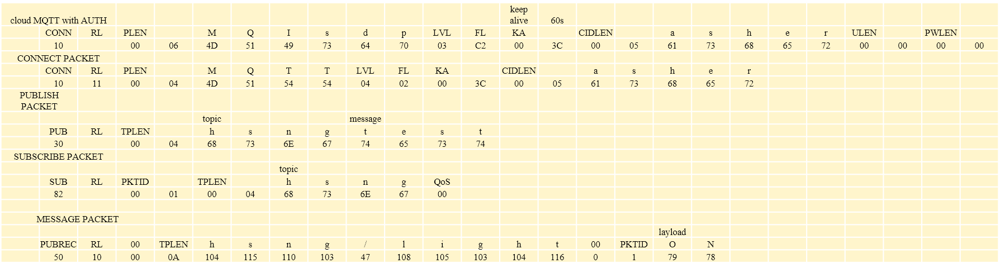 keep
cloud MQTT with AUTH alive 60s
CONN RL PLEN M Q I s d p LVL FL KA CIDLEN a s h e r ULEN PWLEN
10 00 06 4D 51 49 73 64 70 03 C2 00 3C 00 05 61 73 68 65 72 00 00 00 00
CONNECT PACKET
CONN RL PLEN M Q T T LVL FL KA CIDLEN a s h e r
10 11 00 04 4D 51 54 54 04 02 00 3C 00 05 61 73 68 65 72
PUBLISH
PACKET
topic message
PUB RL TPLEN h s n g t e s t
30 00 04 68 73 6E 67 74 65 73 74
SUBSCRIBE PACKET
topic
SUB RL PKTID TPLEN h s n g QoS
82 00 01 00 04 68 73 6E 67 00
MESSAGE PACKET
layload
PUBREC RL 00 TPLEN h s n g / l i g h t 00 PKTID O N
50 10 00 0A 104 115 110 103 47 108 105 103 104 116 0 1 79 78